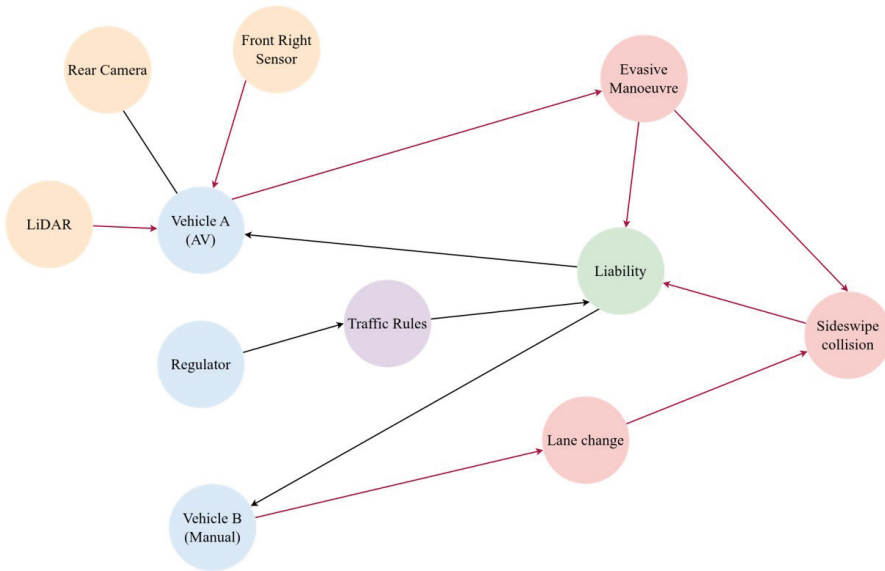 Front Right
Sensor
Rear Camera
Evasive
Manoeuvre
LiDAR
Vehicle A
(AV)
Liability
Traffic Rules
Sideswipe
collision
Regulator
Lane change
Vehicle B
(Manual)